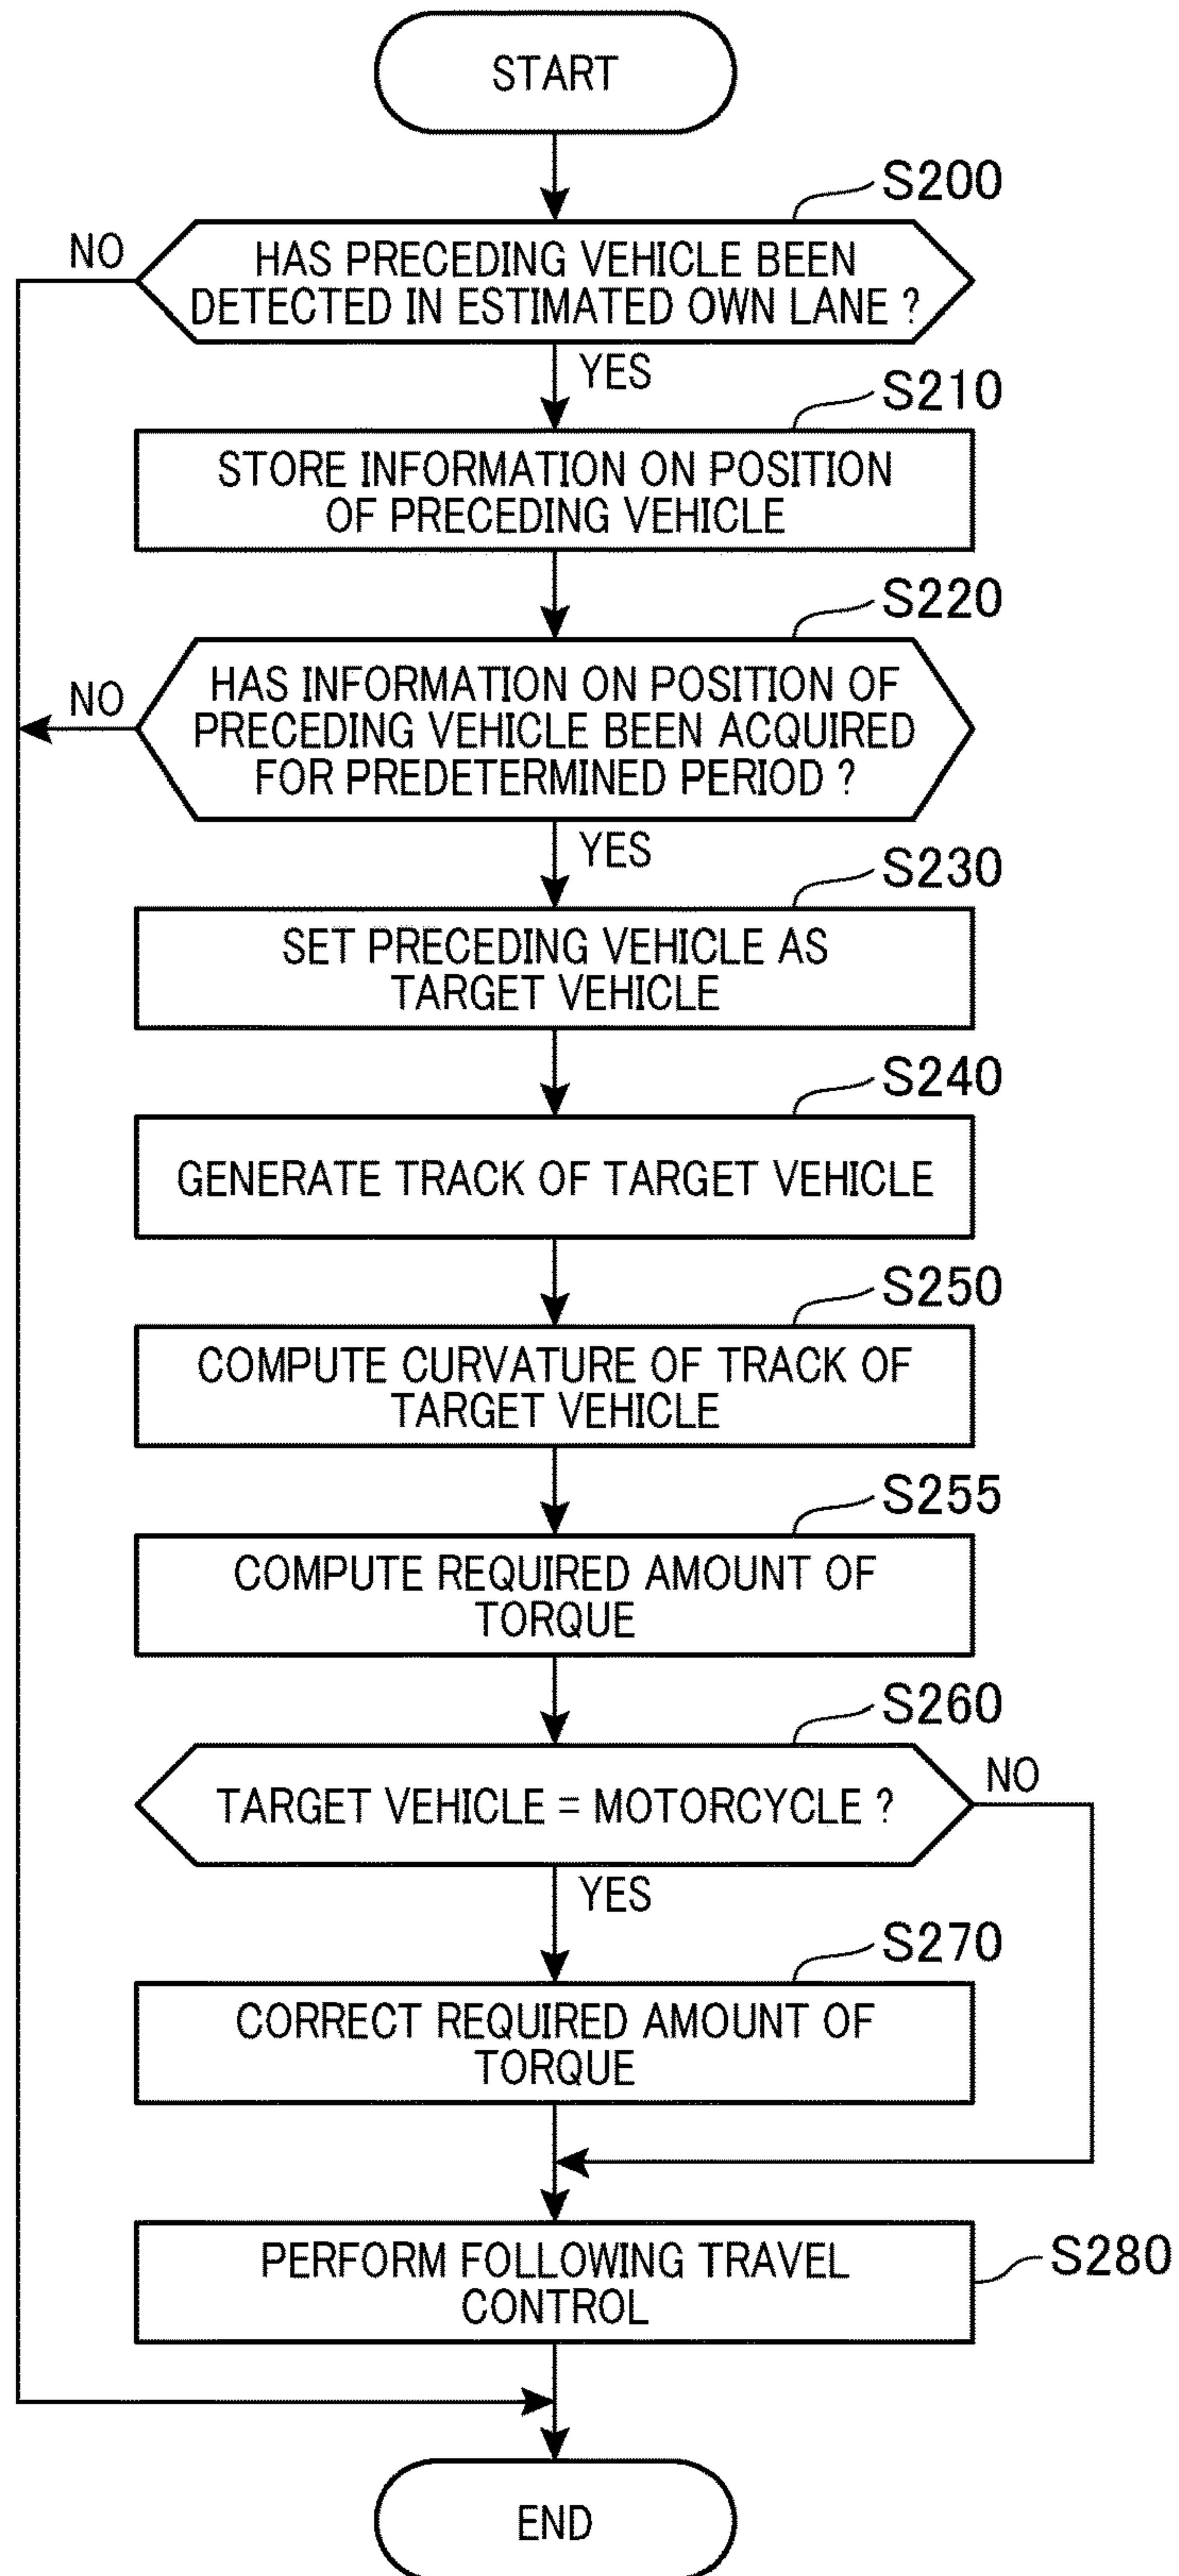 START
S200
NO
HAS PRECEDING VEHICLE BEEN
DETECTED IN ESTIMATED OWN LANE ?
YES
S210
STORE INFORMATION ON POSITION
OF PRECEDING VEHICLE
S220
NO
HAS INFORMATION ON POSITION OF
PRECEDING VEHICLE BEEN ACQUIRED
FOR PREDETERMINED PERIOD ?
YES
S230
SET PRECEDING VEHICLE AS
TARGET VEHICLE
S240
GENERATE TRACK OF TARGET VEHICLE
S250
COMPUTE CURVATURE OF TRACK OF
TARGET VEHICLE
S255
COMPUTE REQUIRED AMOUNT OF
TORQUE
S260
TARGET VEHICLE = MOTORCYCLE ?
NO
YES
S270
CORRECT REQUIRED AMOUNT OF
TORQUE
PERFORM FOLLOWING TRAVEL
CONTROL
S280
END